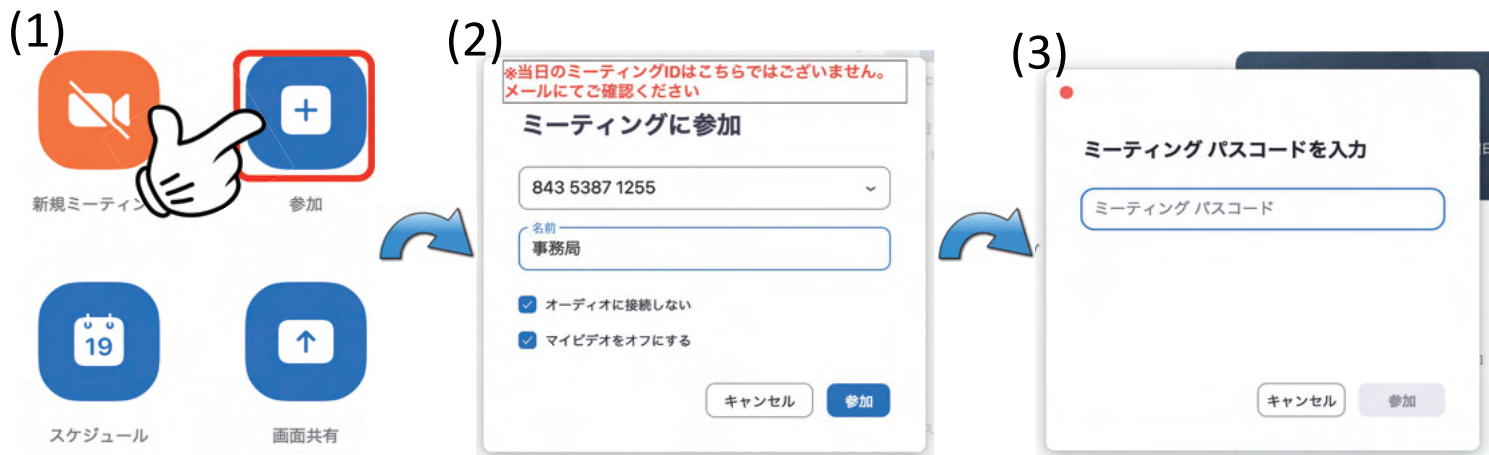 (1)
新規ミーティン
参加
19
スケジュール
画面共有
(2)
※当日のミーティングIDはこちらではございません。
メールにてご確認ください
ミーティングに参加
843 5387 1255
名前
事務局
オーディオに接続しない
マイビデオをオフにする
キャンセル
参加
(3)
ミーティング パスコードを入力
ミーティング パスコード
キャンセル
参加